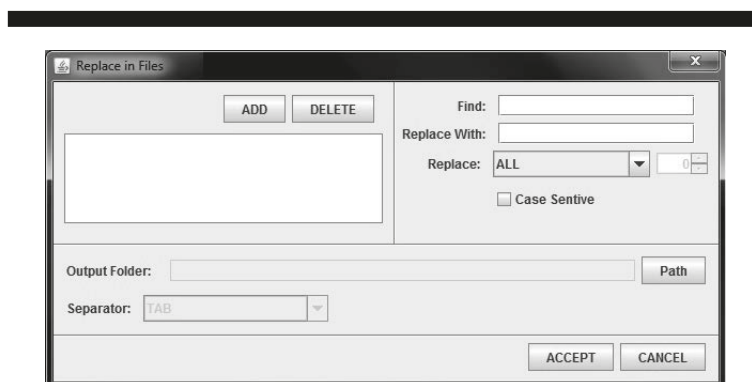 Replace in Files
X
ADD DELETE
Find:
Replace With:
Replace: ALL 0
Case Sentive
Output Folder: Path
Separator: TAB
ACCEPT CANCEL